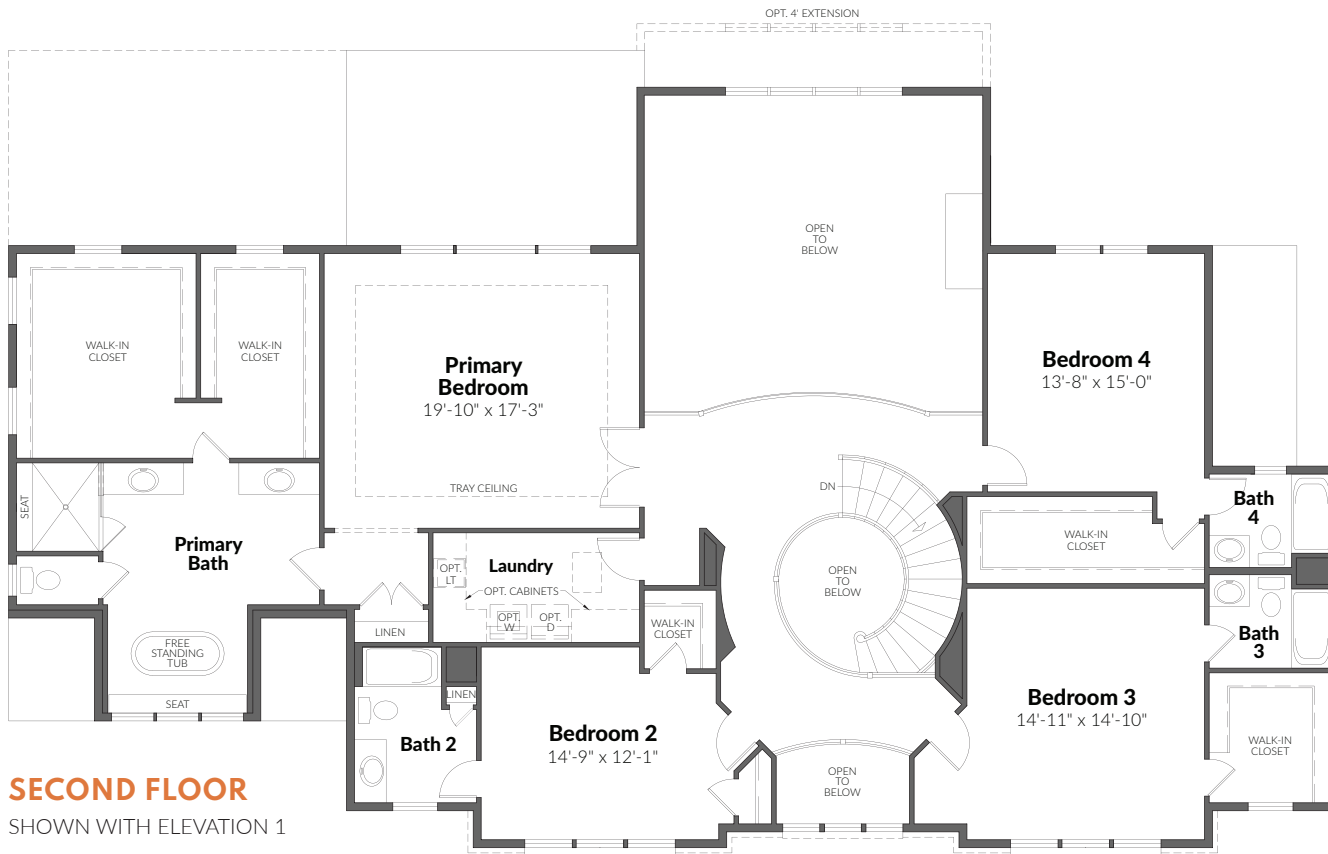 OPT. 4' EXTENSION
OPEN
TO
BELOW
WALK-IN
CLOSET
WALK-IN
CLOSET
Primary
Bedroom
19'-10" x 17'-3"
TRAY CEILING
Bedroom 4
13'-8" x 15'-0"
DN
SEAT
Primary
Bath
OPT.
LT
Laundry
OPT. CABINETS
OPT.
W
OPT.
D
OPEN
TO
BELOW
WALK-IN
CLOSET
Bath
4
LINEN
WALK-IN
CLOSET
Bath
3
FREE
STANDING
TUB
SEAT
LINEN
Bath 2
Bedroom 2
14'-9" x 12'-1"
Bedroom 3
14'-11" x 14'-10"
WALK-IN
CLOSET
OPEN
TO
BELOW
SECOND FLOOR
SHOWN WITH ELEVATION 1